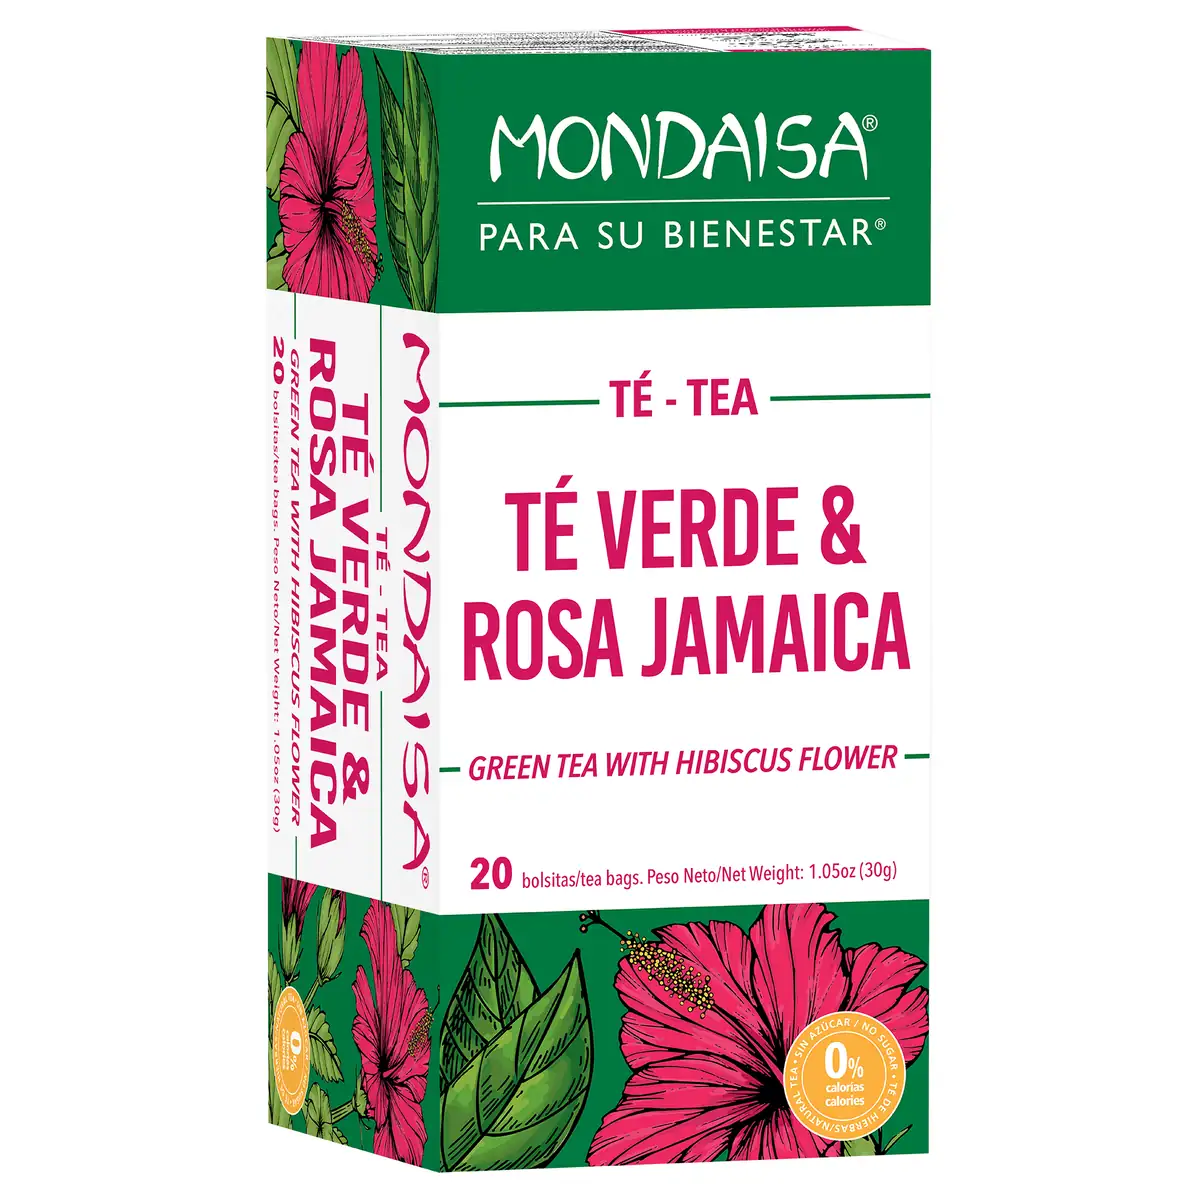 MONDAISA®
PARA SU BIENESTAR®
TÉ - TEA
TÉ VERDE &
ROSA JAMAICA
GREEN TEA WITH HIBISCUS FLOWER
20 bolsitas/tea bags. Peso Neto/Net Weight: 1.05oz (30g)
SIN AZÚCAR / NO SUGAR • TÉ DE HIERBAS/NATURAL TEA •
0%
calorías
calories
MONDAISA®
TÉ - TEA
TÉ VERDE &
ROSA JAMAICA
GREEN TEA WITH HIBISCUS FLOWER
20 bolsitas/tea bags. Peso Neto/Net Weight: 1.05oz (30g)
0%
calorías
calories